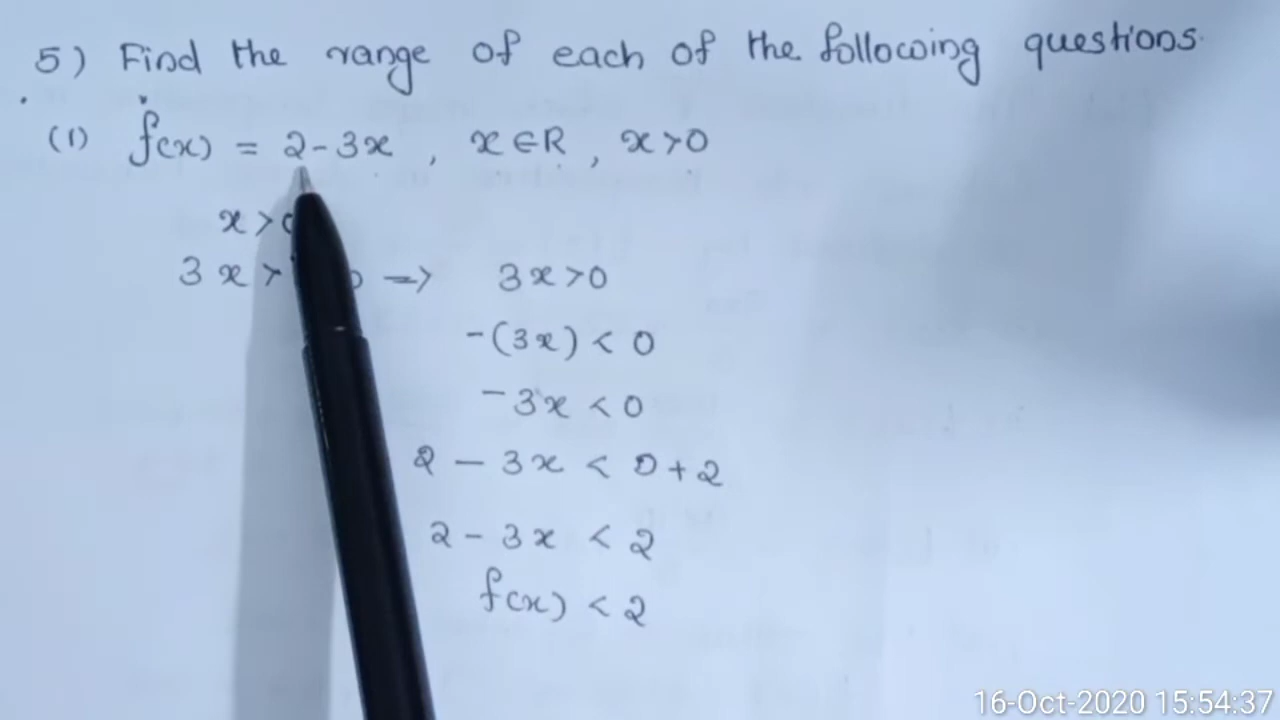 5) Find the range of each of the following questions.
(1) f(x) = 2-3x , x∈R , x>0
x>
3x> => 3x>0
-(3x) < 0
-3x < 0
2 - 3x < 0+2
2 - 3x < 2
f(x) < 2
16-Oct-2020 15:54:37